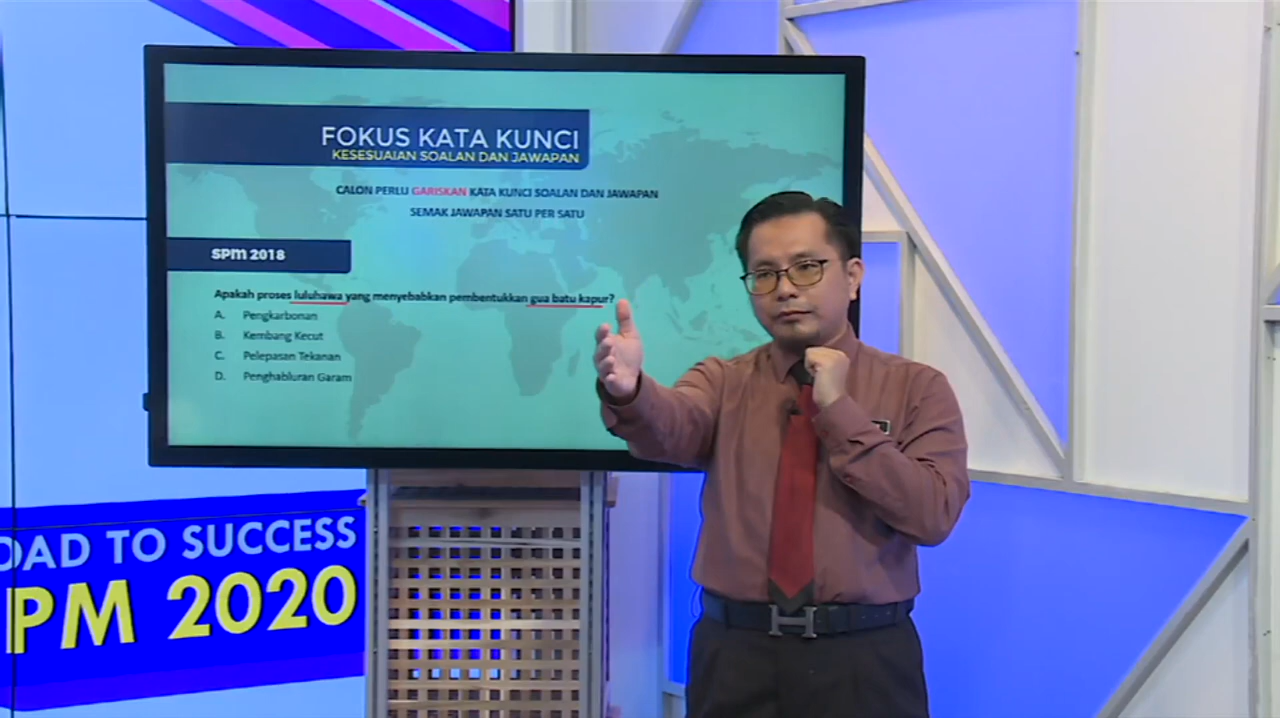 FOKUS KATA KUNCI
KESESUAIAN SOALAN DAN JAWAPAN
CALON PERLU GARISKAN KATA KUNCI SOALAN DAN JAWAPAN
SEMAK JAWAPAN SATU PER SATU
SPM 2018
Apakah proses luluhawa yang menyebabkan pembentukkan gua batu kapur?
A. Pengkarbonan
B. Kembang Kecut
C. Pelepasan Tekanan
D. Penghabluran Garam
OAD TO SUCCESS
PM 2020